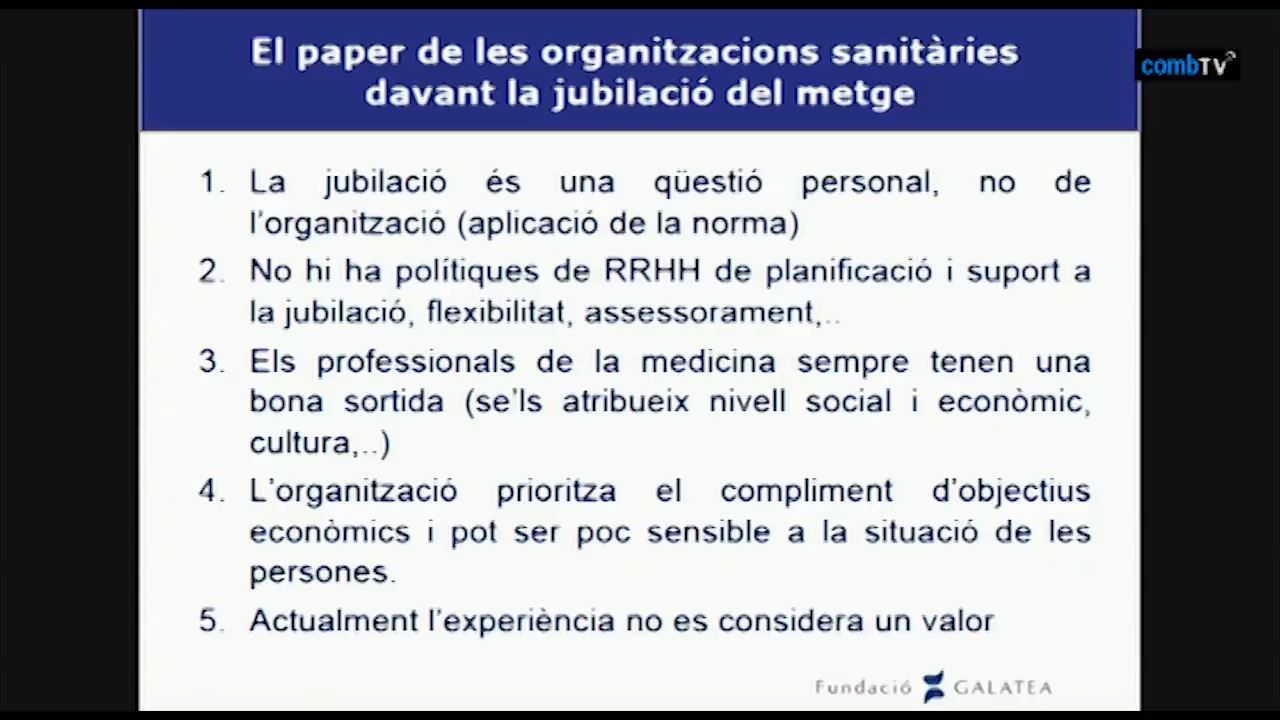 El paper de les organitzacions sanitàries
davant la jubilació del metge
combTV
1. La jubilació és una qüestió personal, no de
l’organització (aplicació de la norma)
2. No hi ha polítiques de RRHH de planificació i suport a
la jubilació, flexibilitat, assessorament,..
3. Els professionals de la medicina sempre tenen una
bona sortida (se’ls atribueix nivell social i econòmic,
cultura,..)
4. L’organització prioritza el compliment d’objectius
econòmics i pot ser poc sensible a la situació de les
persones.
5. Actualment l’experiència no es considera un valor
Fundació GALATEA